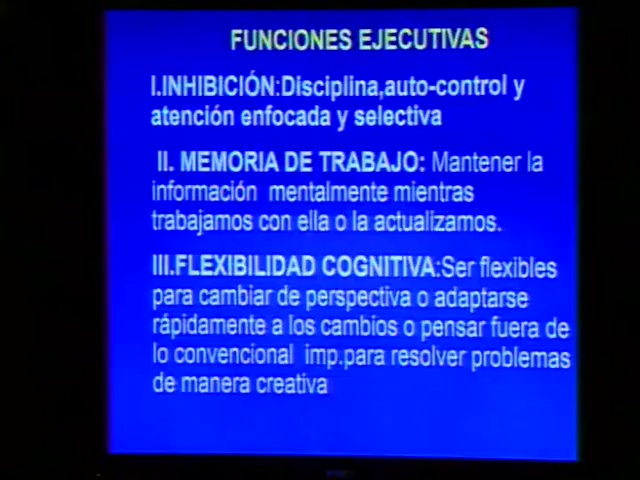 FUNCIONES EJECUTIVAS
I.INHIBICIÓN:Disciplina,auto-control y
atención enfocada y selectiva
II. MEMORIA DE TRABAJO: Mantener la
información mentalmente mientras
trabajamos con ella o la actualizamos.
III.FLEXIBILIDAD COGNITIVA:Ser flexibles
para cambiar de perspectiva o adaptarse
rápidamente a los cambios o pensar fuera de
lo convencional imp.para resolver problemas
de manera creativa